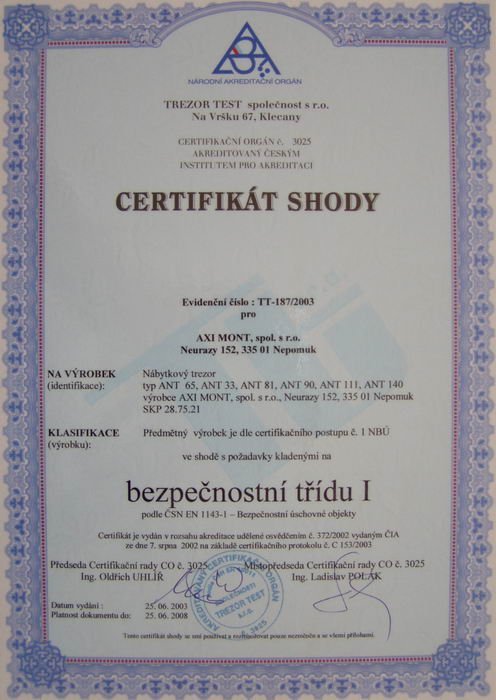 NÁRODNÍ AKREDITAČNÍ ORGÁN
TREZOR TEST společnost s r.o.
Na Vršku 67, Klecany
CERTIFIKAČNÍ ORGÁN č. 3025
AKREDITOVANÝ ČESKÝM
INSTITUTEM PRO AKREDITACI
CERTIFIKÁT SHODY
Evidenční číslo : TT-187/2003
pro
AXI MONT, spol. s r.o.
Neurazy 152, 335 01 Nepomuk
NA VÝROBEK Nábytkový trezor
(identifikace): typ ANT 65, ANT 33, ANT 81, ANT 90, ANT 111, ANT 140
výrobce AXI MONT, spol. s r.o., Neurazy 152, 335 01 Nepomuk
SKP 28.75.21
KLASIFIKACE Předmětný výrobek je dle certifikačního postupu č. 1 NBÚ
(výrobku):
ve shodě s požadavky kladenými na
bezpečnostní třídu I
podle ČSN EN 1143-1 – Bezpečnostní úschovné objekty
Certifikát je vydán v rozsahu akreditace udělené osvědčením č. 372/2002 vydaným ČIA
ze dne 7. srpna 2002 na základě certifikačního protokolu č. C 153/2003
Předseda Certifikační rady CO č. 3025 Místopředseda Certifikační rady CO č. 3025
Ing. Oldřich UHLÍŘ Ing. Ladislav POLÁK
AKREDITOVANÝ CERTIFIKAČNÍ ORGÁN
SPOLEČNOSTI
TREZOR TEST
s.r.o.
č. 3025
Datum vydání : 25. 06. 2003
Platnost dokumentu do: 25. 06. 2008
Tento certifikát shody se smí používat a rozmnožovat pouze nezměněn a se všemi přílohami.